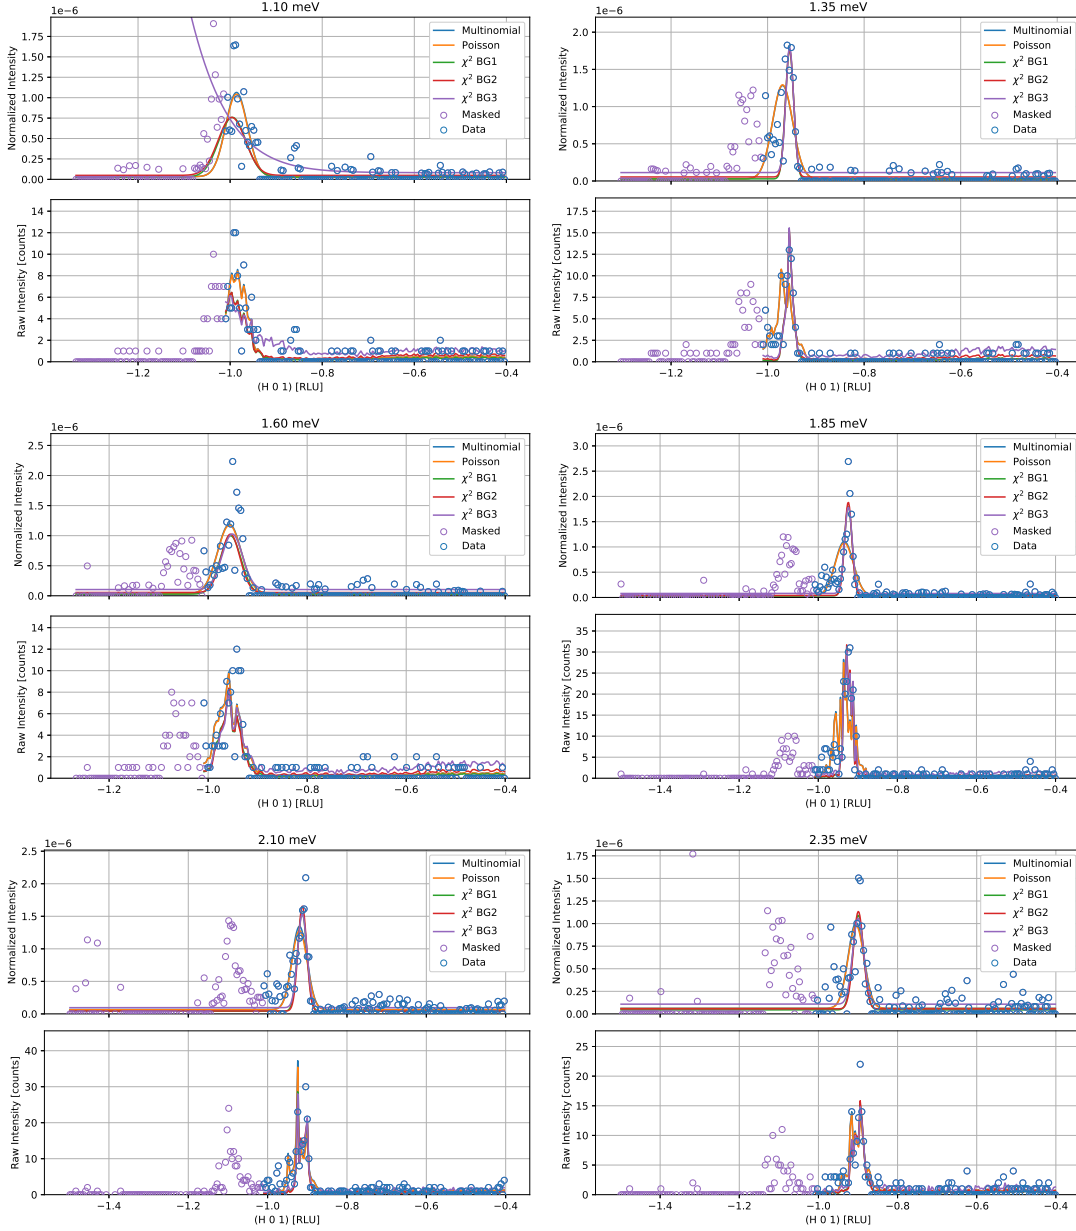 1.10 meV
1e−6
Normalized Intensity
1.75
1.50
1.25
1.00
0.75
0.50
0.25
0.00
Multinomial
Poisson
χ² BG1
χ² BG2
χ² BG3
Masked
Data
Raw Intensity [counts]
14
12
10
8
6
4
2
0
−1.2 −1.0 −0.8 −0.6 −0.4
(H 0 1) [RLU]
1.35 meV
1e−6
Normalized Intensity
2.0
1.5
1.0
0.5
0.0
Multinomial
Poisson
χ² BG1
χ² BG2
χ² BG3
Masked
Data
Raw Intensity [counts]
17.5
15.0
12.5
10.0
7.5
5.0
2.5
0.0
−1.2 −1.0 −0.8 −0.6 −0.4
(H 0 1) [RLU]
1.60 meV
1e−6
Normalized Intensity
2.5
2.0
1.5
1.0
0.5
0.0
Multinomial
Poisson
χ² BG1
χ² BG2
χ² BG3
Masked
Data
Raw Intensity [counts]
14
12
10
8
6
4
2
0
−1.2 −1.0 −0.8 −0.6 −0.4
(H 0 1) [RLU]
1.85 meV
1e−6
Normalized Intensity
3.0
2.5
2.0
1.5
1.0
0.5
0.0
Multinomial
Poisson
χ² BG1
χ² BG2
χ² BG3
Masked
Data
Raw Intensity [counts]
35
30
25
20
15
10
5
0
−1.4 −1.2 −1.0 −0.8 −0.6 −0.4
(H 0 1) [RLU]
2.10 meV
1e−6
Normalized Intensity
2.5
2.0
1.5
1.0
0.5
0.0
Multinomial
Poisson
χ² BG1
χ² BG2
χ² BG3
Masked
Data
Raw Intensity [counts]
40
30
20
10
0
−1.4 −1.2 −1.0 −0.8 −0.6 −0.4
(H 0 1) [RLU]
2.35 meV
1e−6
Normalized Intensity
1.75
1.50
1.25
1.00
0.75
0.50
0.25
0.00
Multinomial
Poisson
χ² BG1
χ² BG2
χ² BG3
Masked
Data
Raw Intensity [counts]
25
20
15
10
5
0
−1.4 −1.2 −1.0 −0.8 −0.6 −0.4
(H 0 1) [RLU]